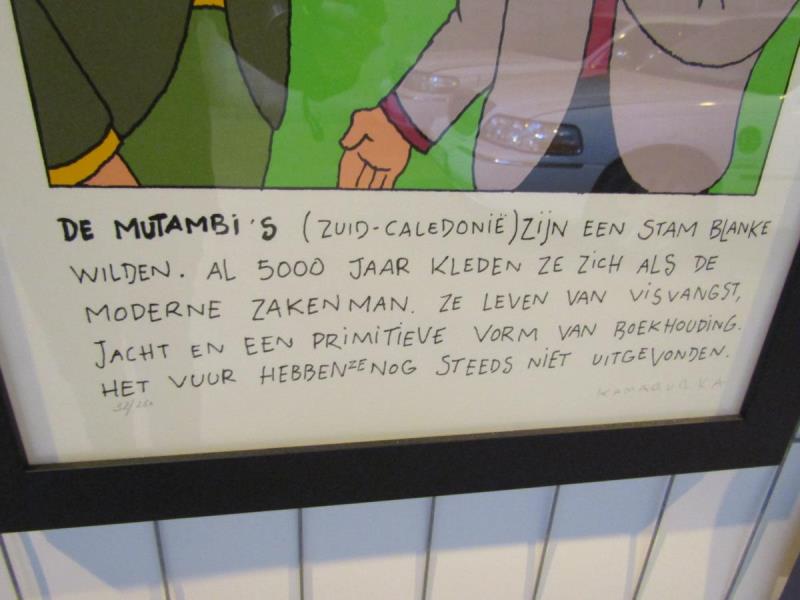 DE MUTAMBI'S (ZUID-CALEDONIË) ZIJN EEN STAM BLANKE
WILDEN. AL 5000 JAAR KLEDEN ZE ZICH ALS DE
MODERNE ZAKENMAN. ZE LEVEN VAN VISVANGST,
JACHT EN EEN PRIMITIEVE VORM VAN BOEKHOUDING.
HET VUUR HEBBEN ZE NOG STEEDS NIET UITGEVONDEN.
KAMAGURKA